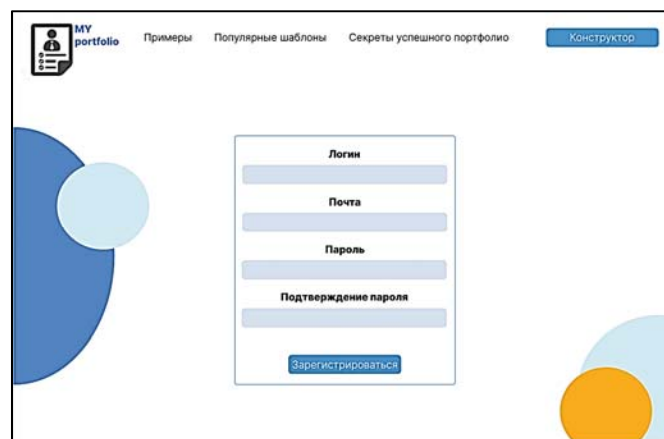 MY
portfolio
Примеры
Популярные шаблоны
Секреты успешного портфолио
Конструктор
Логин
Почта
Пароль
Подтверждение пароля
Зарегистрироваться